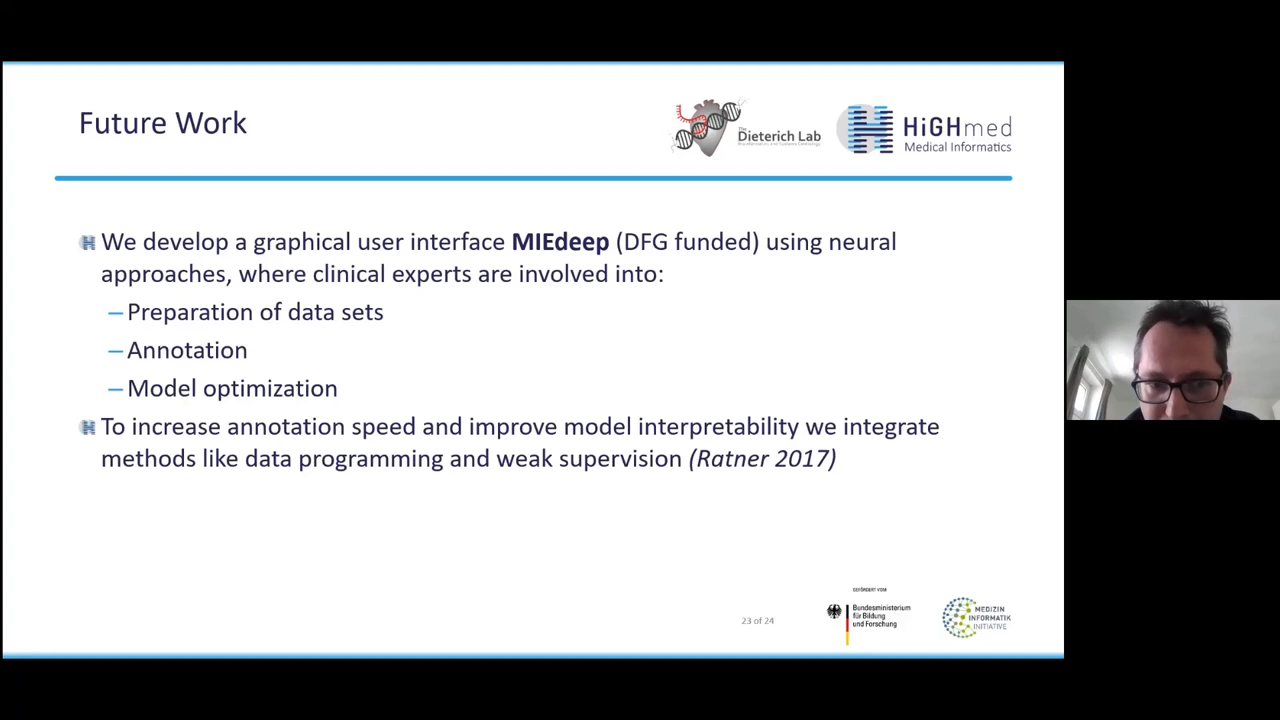 Future Work
The
Dieterich Lab
HiGHmed
Medical Informatics
We develop a graphical user interface MIEdeep (DFG funded) using neural
approaches, where clinical experts are involved into:
–Preparation of data sets
–Annotation
–Model optimization
To increase annotation speed and improve model interpretability we integrate
methods like data programming and weak supervision (Ratner 2017)
23 of 24
GEFÖRDERT VOM
Bundesministerium
für Bildung
und Forschung
MEDIZIN
INFORMATIK
INITIATIVE